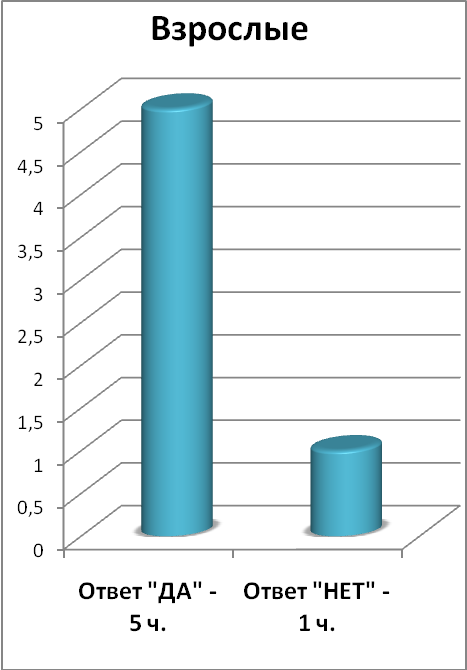 Взрослые
5
4,5
4
3,5
3
2,5
2
1,5
1
0,5
0
Ответ "ДА" -
5 ч.
Ответ "НЕТ" -
1 ч.